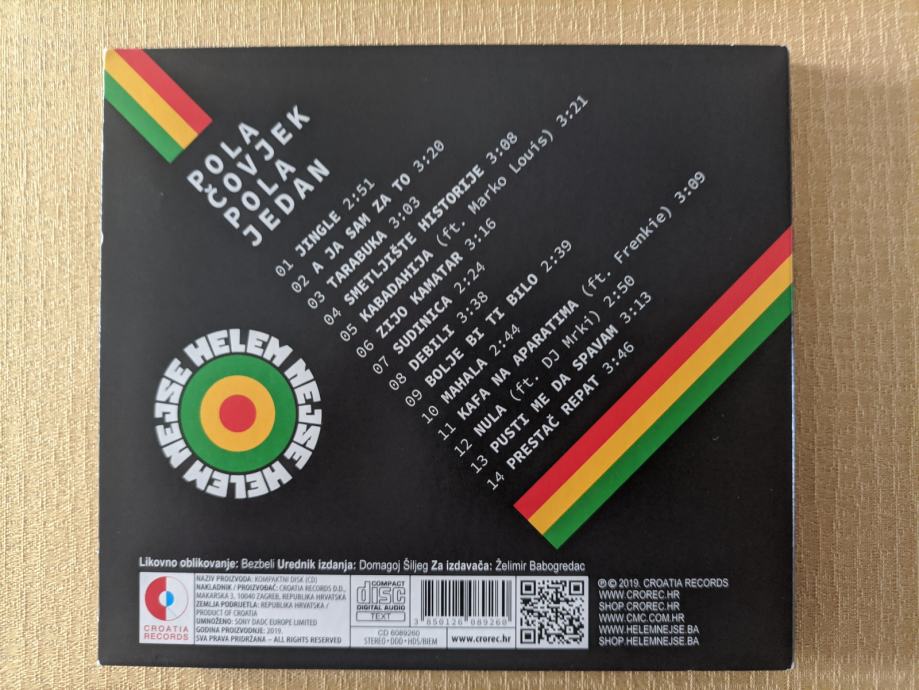 POLA
ČOVJEK
POLA
JEDAN
01 JINGLE 2:51
02 A JA SAM ZA TO 3:20
03 TARABUKA 3:03
04 SMETLJIŠTE HISTORIJE 3:08
05 KABADAHIJA (ft. Marko Louis) 3:21
06 ZIJO KAMATAR 3:16
07 SUDINICA 2:24
08 DEBILI 3:38
09 BOLJE BI TI BILO 2:39
10 MAHALA 2:44
11 KAFA NA APARATIMA (ft. Frenkie) 3:09
12 NULA (ft. DJ Mrki) 2:50
13 PUSTI ME DA SPAVAM 3:13
14 PRESTAČ REPAT 3:46
HELEM NEJSE HELEM NEJSE
Likovno oblikovanje: Bezbeli Urednik izdanja: Domagoj Šiljeg Za izdavača: Želimir Babogredac
CROATIA
RECORDS
NAZIV PROIZVODA: KOMPAKTNI DISK (CD)
NAKLADNIK / PROIZVOĐAČ: CROATIA RECORDS D.D.,
MAKARSKA 3, 10040 ZAGREB, REPUBLIKA HRVATSKA
ZEMLJA PODRIJETLA: REPUBLIKA HRVATSKA /
PRODUCT OF CROATIA
UMNOŽENO: SONY DADC EUROPE LIMITED
GODINA PROIZVODNJE: 2019.
SVA PRAVA PRIDRŽANA – ALL RIGHTS RESERVED
COMPACT
disc
DIGITAL AUDIO
TEXT
CD 6089260
STEREO•DDD•HDS/BIEM
3 850126 089260
www.crorec.hr
℗ © 2019. CROATIA RECORDS
WWW.CROREC.HR
SHOP.CROREC.HR
WWW.CMC.COM.HR
WWW.HELEMNEJSE.BA
SHOP.HELEMNEJSE.BA